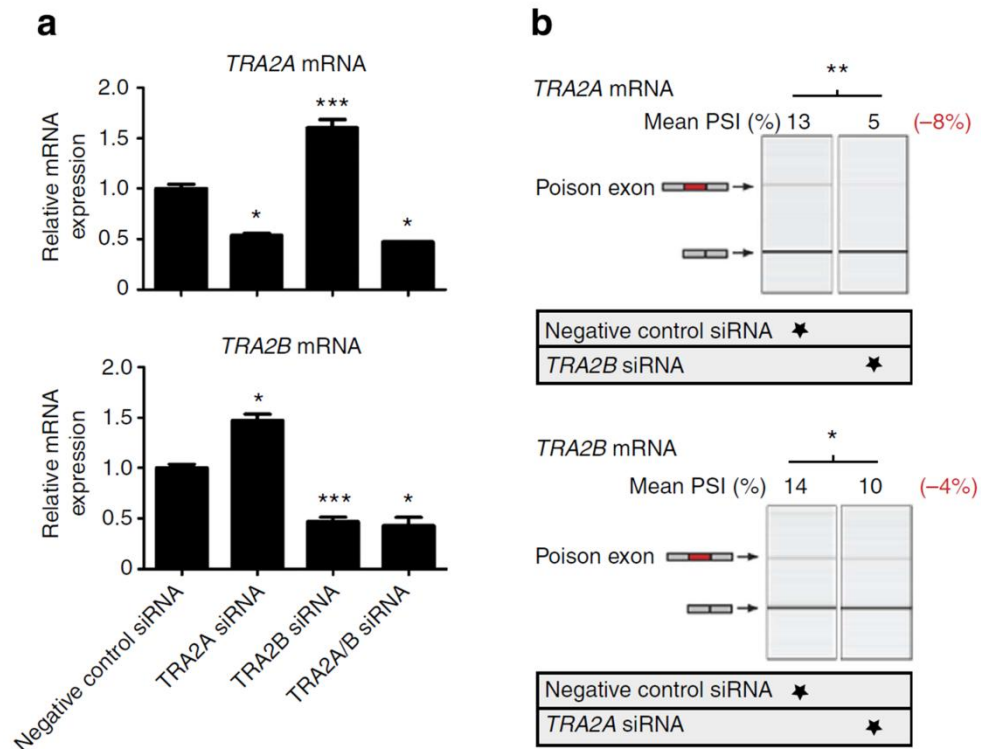 a
TRA2A mRNA
Relative mRNA
expression
2.0
1.5
1.0
0.5
0
***
*
*
TRA2B mRNA
Relative mRNA
expression
2.0
1.5
1.0
0.5
0
*
***
*
Negative control siRNA
TRA2A siRNA
TRA2B siRNA
TRA2A/B siRNA
b
**
TRA2A mRNA
Mean PSI (%) 13 5 (–8%)
Poison exon
Negative control siRNA ★
TRA2B siRNA ★
*
TRA2B mRNA
Mean PSI (%) 14 10 (–4%)
Poison exon
Negative control siRNA ★
TRA2A siRNA ★